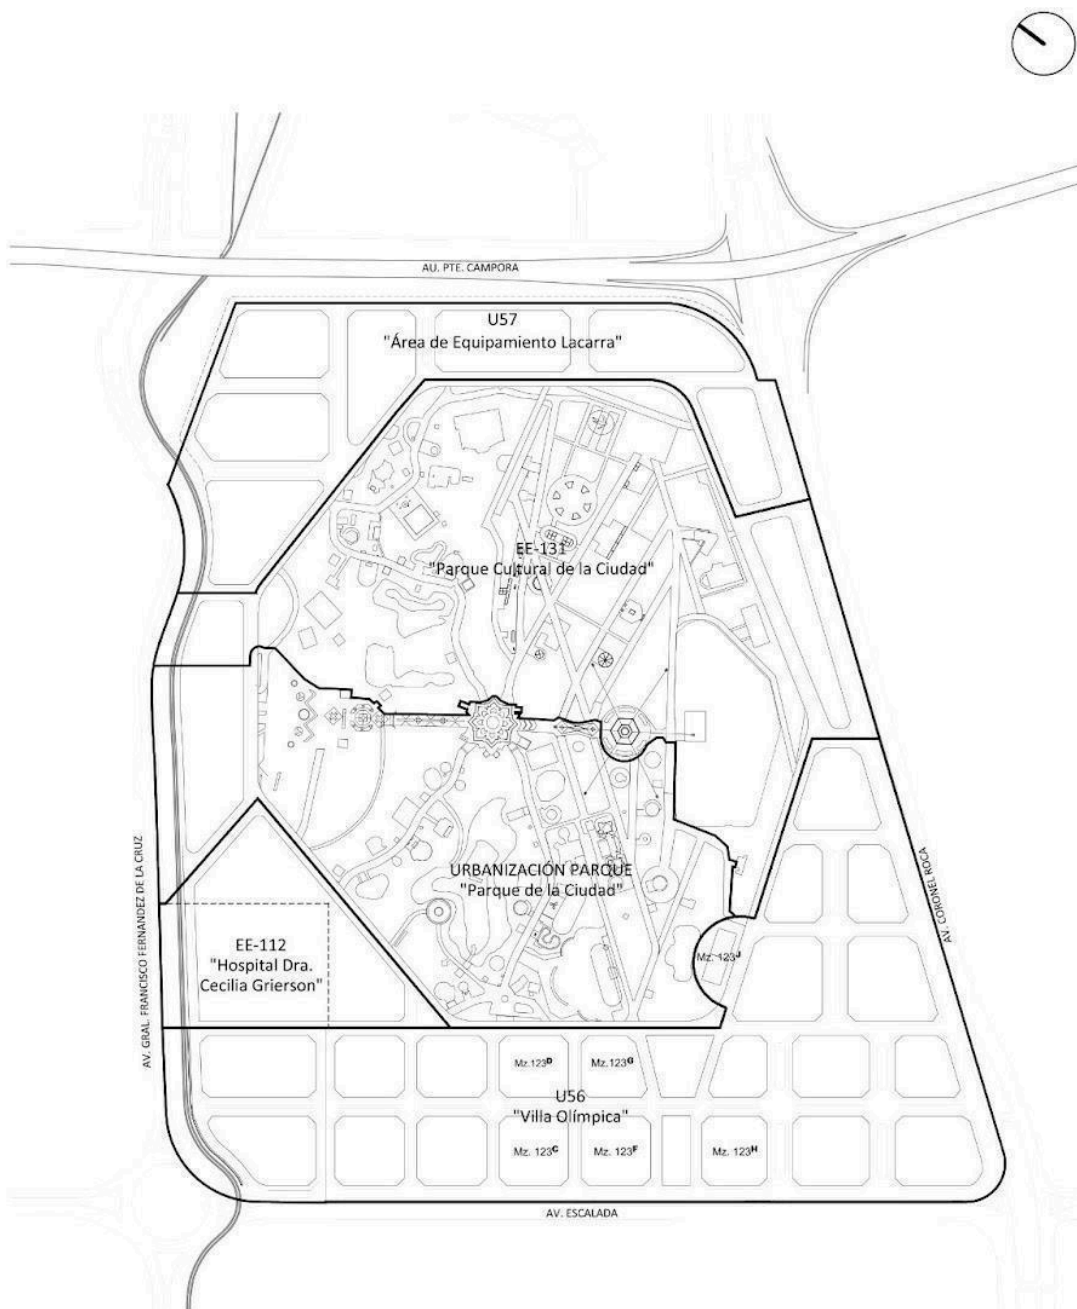 AU. PTE. CAMPORA
U57
"Área de Equipamiento Lacarra"
EE-131
"Parque Cultural de la Ciudad"
AV. GRAL. FRANCISCO FERNANDEZ DE LA CRUZ
URBANIZACIÓN PARQUE
"Parque de la Ciudad"
AV. CORONEL ROCA
EE-112
"Hospital Dra.
Cecilia Grierson"
Mz. 123J
Mz. 123D
Mz. 123G
U56
"Villa Olímpica"
Mz. 123C
Mz. 123F
Mz. 123H
AV. ESCALADA